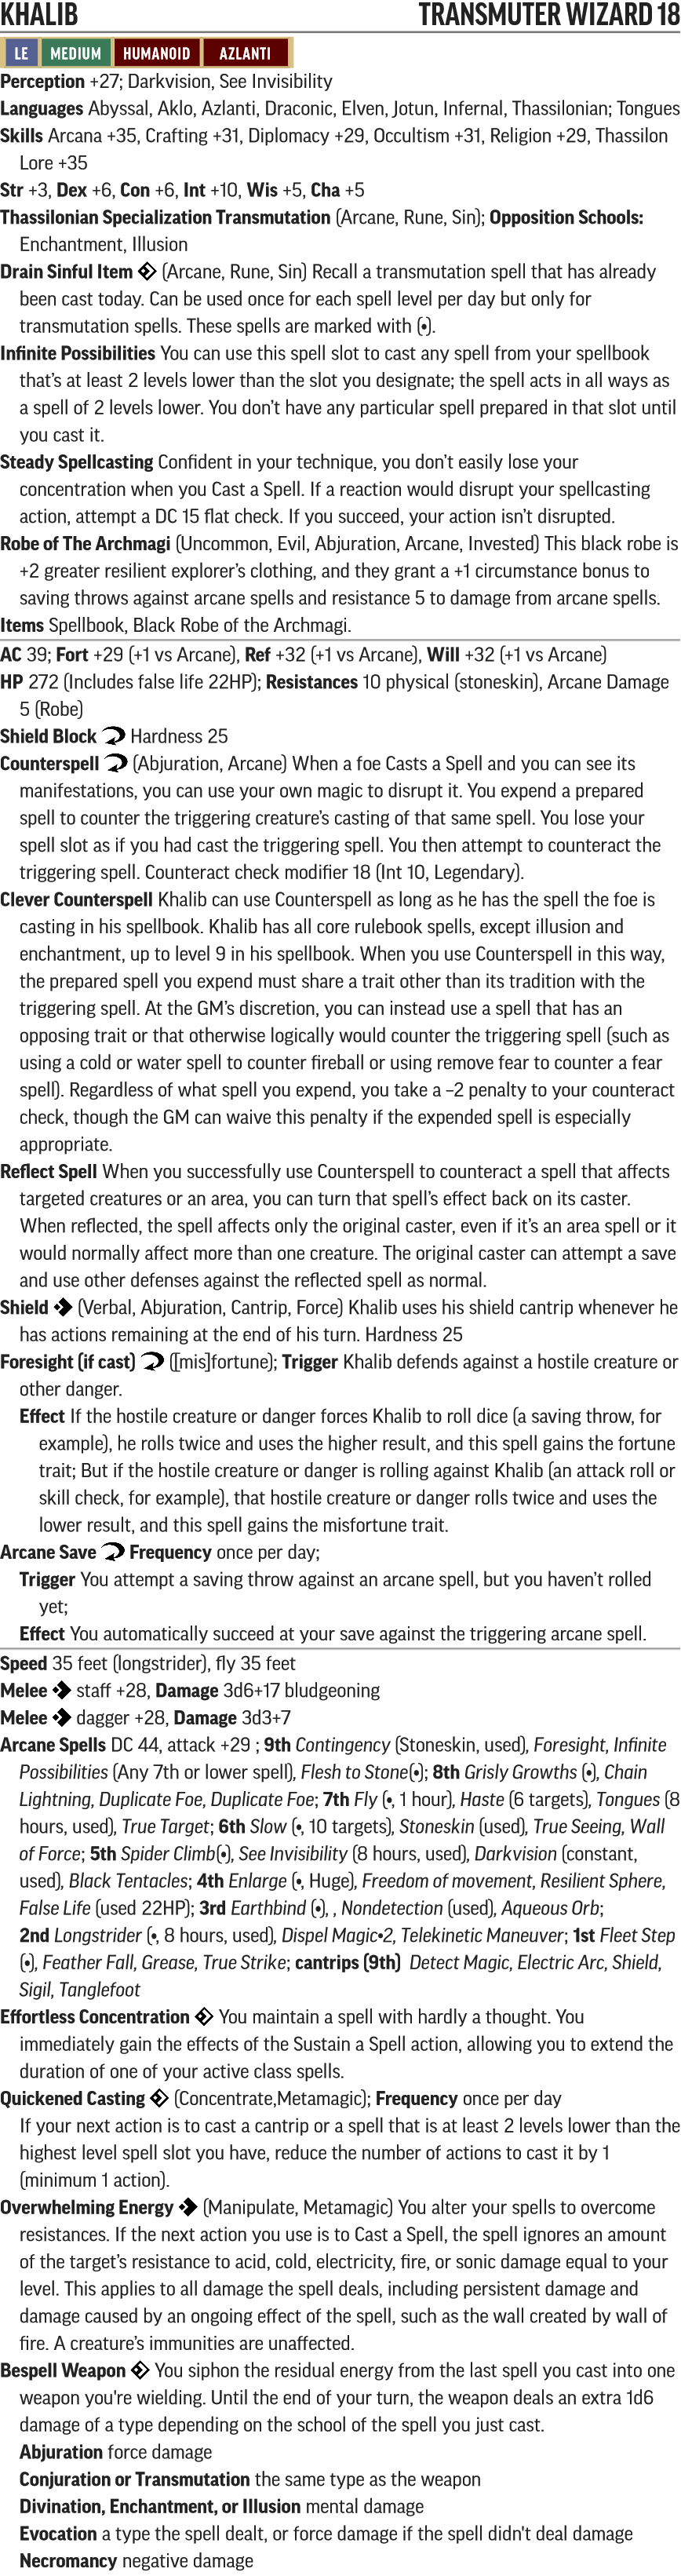 KHALIB TRANSMUTER WIZARD 18
LE MEDIUM HUMANOID AZLANTI
Perception +27; Darkvision, See Invisibility
Languages Abyssal, Aklo, Azlanti, Draconic, Elven, Jotun, Infernal, Thassilonian; Tongues
Skills Arcana +35, Crafting +31, Diplomacy +29, Occultism +31, Religion +29, Thassilon
Lore +35
Str +3, Dex +6, Con +6, Int +10, Wis +5, Cha +5
Thassilonian Specialization Transmutation (Arcane, Rune, Sin); Opposition Schools:
Enchantment, Illusion
Drain Sinful Item (Arcane, Rune, Sin) Recall a transmutation spell that has already
been cast today. Can be used once for each spell level per day but only for
transmutation spells. These spells are marked with (•).
Infinite Possibilities You can use this spell slot to cast any spell from your spellbook
that's at least 2 levels lower than the slot you designate; the spell acts in all ways as
a spell of 2 levels lower. You don't have any particular spell prepared in that slot until
you cast it.
Steady Spellcasting Confident in your technique, you don't easily lose your
concentration when you Cast a Spell. If a reaction would disrupt your spellcasting
action, attempt a DC 15 flat check. If you succeed, your action isn't disrupted.
Robe of The Archmagi (Uncommon, Evil, Abjuration, Arcane, Invested) This black robe is
+2 greater resilient explorer's clothing, and they grant a +1 circumstance bonus to
saving throws against arcane spells and resistance 5 to damage from arcane spells.
Items Spellbook, Black Robe of the Archmagi.
AC 39; Fort +29 (+1 vs Arcane), Ref +32 (+1 vs Arcane), Will +32 (+1 vs Arcane)
HP 272 (Includes false life 22HP); Resistances 10 physical (stoneskin), Arcane Damage
5 (Robe)
Shield Block Hardness 25
Counterspell (Abjuration, Arcane) When a foe Casts a Spell and you can see its
manifestations, you can use your own magic to disrupt it. You expend a prepared
spell to counter the triggering creature's casting of that same spell. You lose your
spell slot as if you had cast the triggering spell. You then attempt to counteract the
triggering spell. Counteract check modifier 18 (Int 10, Legendary).
Clever Counterspell Khalib can use Counterspell as long as he has the spell the foe is
casting in his spellbook. Khalib has all core rulebook spells, except illusion and
enchantment, up to level 9 in his spellbook. When you use Counterspell in this way,
the prepared spell you expend must share a trait other than its tradition with the
triggering spell. At the GM's discretion, you can instead use a spell that has an
opposing trait or that otherwise logically would counter the triggering spell (such as
using a cold or water spell to counter fireball or using remove fear to counter a fear
spell). Regardless of what spell you expend, you take a –2 penalty to your counteract
check, though the GM can waive this penalty if the expended spell is especially
appropriate.
Reflect Spell When you successfully use Counterspell to counteract a spell that affects
targeted creatures or an area, you can turn that spell's effect back on its caster.
When reflected, the spell affects only the original caster, even if it's an area spell or it
would normally affect more than one creature. The original caster can attempt a save
and use other defenses against the reflected spell as normal.
Shield (Verbal, Abjuration, Cantrip, Force) Khalib uses his shield cantrip whenever he
has actions remaining at the end of his turn. Hardness 25
Foresight (if cast) ([mis]fortune); Trigger Khalib defends against a hostile creature or
other danger.
Effect If the hostile creature or danger forces Khalib to roll dice (a saving throw, for
example), he rolls twice and uses the higher result, and this spell gains the fortune
trait; But if the hostile creature or danger is rolling against Khalib (an attack roll or
skill check, for example), that hostile creature or danger rolls twice and uses the
lower result, and this spell gains the misfortune trait.
Arcane Save Frequency once per day;
Trigger You attempt a saving throw against an arcane spell, but you haven't rolled
yet;
Effect You automatically succeed at your save against the triggering arcane spell.
Speed 35 feet (longstrider), fly 35 feet
Melee staff +28, Damage 3d6+17 bludgeoning
Melee dagger +28, Damage 3d3+7
Arcane Spells DC 44, attack +29 ; 9th Contingency (Stoneskin, used), Foresight, Infinite
Possibilities (Any 7th or lower spell), Flesh to Stone(•); 8th Grisly Growths (•), Chain
Lightning, Duplicate Foe, Duplicate Foe; 7th Fly (•, 1 hour), Haste (6 targets), Tongues (8
hours, used), True Target; 6th Slow (•, 10 targets), Stoneskin (used), True Seeing, Wall
of Force; 5th Spider Climb(•), See Invisibility (8 hours, used), Darkvision (constant,
used), Black Tentacles; 4th Enlarge (•, Huge), Freedom of movement, Resilient Sphere,
False Life (used 22HP); 3rd Earthbind (•), , Nondetection (used), Aqueous Orb;
2nd Longstrider (•, 8 hours, used), Dispel Magic•2, Telekinetic Maneuver; 1st Fleet Step
(•), Feather Fall, Grease, True Strike; cantrips (9th) Detect Magic, Electric Arc, Shield,
Sigil, Tanglefoot
Effortless Concentration You maintain a spell with hardly a thought. You
immediately gain the effects of the Sustain a Spell action, allowing you to extend the
duration of one of your active class spells.
Quickened Casting (Concentrate,Metamagic); Frequency once per day
If your next action is to cast a cantrip or a spell that is at least 2 levels lower than the
highest level spell slot you have, reduce the number of actions to cast it by 1
(minimum 1 action).
Overwhelming Energy (Manipulate, Metamagic) You alter your spells to overcome
resistances. If the next action you use is to Cast a Spell, the spell ignores an amount
of the target's resistance to acid, cold, electricity, fire, or sonic damage equal to your
level. This applies to all damage the spell deals, including persistent damage and
damage caused by an ongoing effect of the spell, such as the wall created by wall of
fire. A creature's immunities are unaffected.
Bespell Weapon You siphon the residual energy from the last spell you cast into one
weapon you're wielding. Until the end of your turn, the weapon deals an extra 1d6
damage of a type depending on the school of the spell you just cast.
Abjuration force damage
Conjuration or Transmutation the same type as the weapon
Divination, Enchantment, or Illusion mental damage
Evocation a type the spell dealt, or force damage if the spell didn't deal damage
Necromancy negative damage